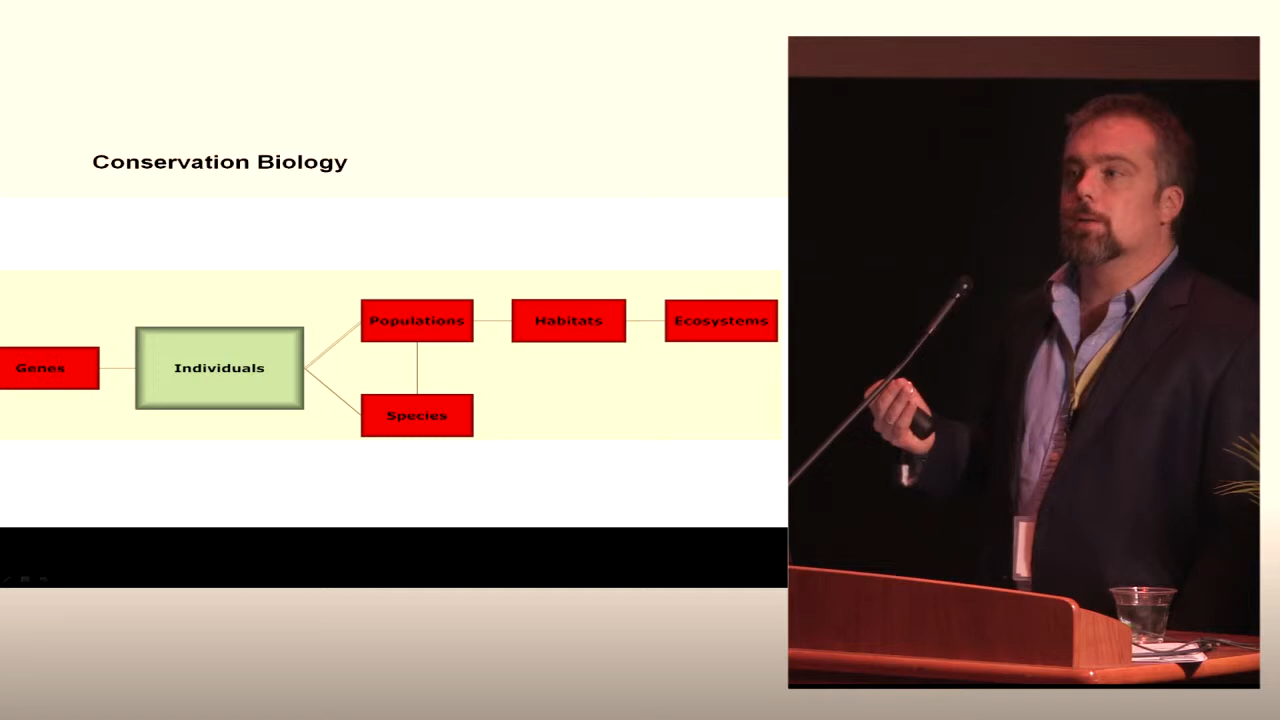 Conservation Biology
Populations
Habitats
Ecosystems
Genes
Individuals
Species